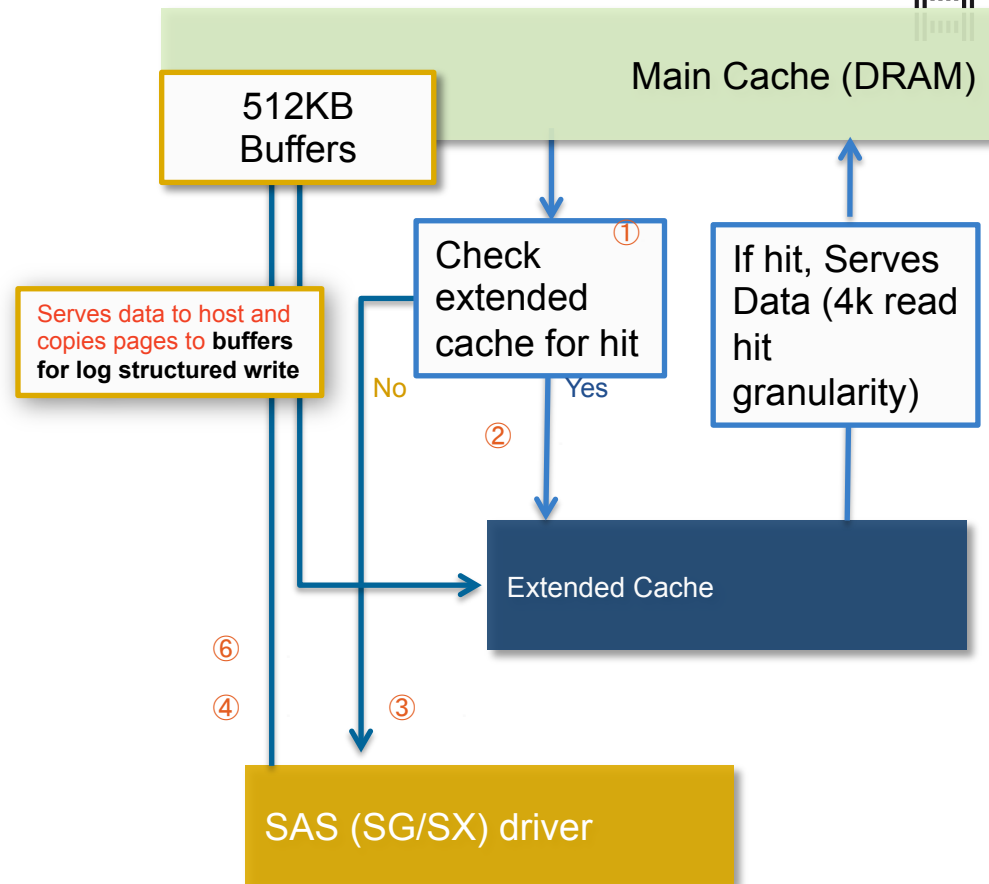 Main Cache (DRAM)
512KB
Buffers
①
Check
extended
cache for hit
If hit, Serves
Data (4k read
hit
granularity)
Serves data to host and
copies pages to buffers
for log structured write
No
Yes
②
Extended Cache
⑥
④
③
SAS (SG/SX) driver